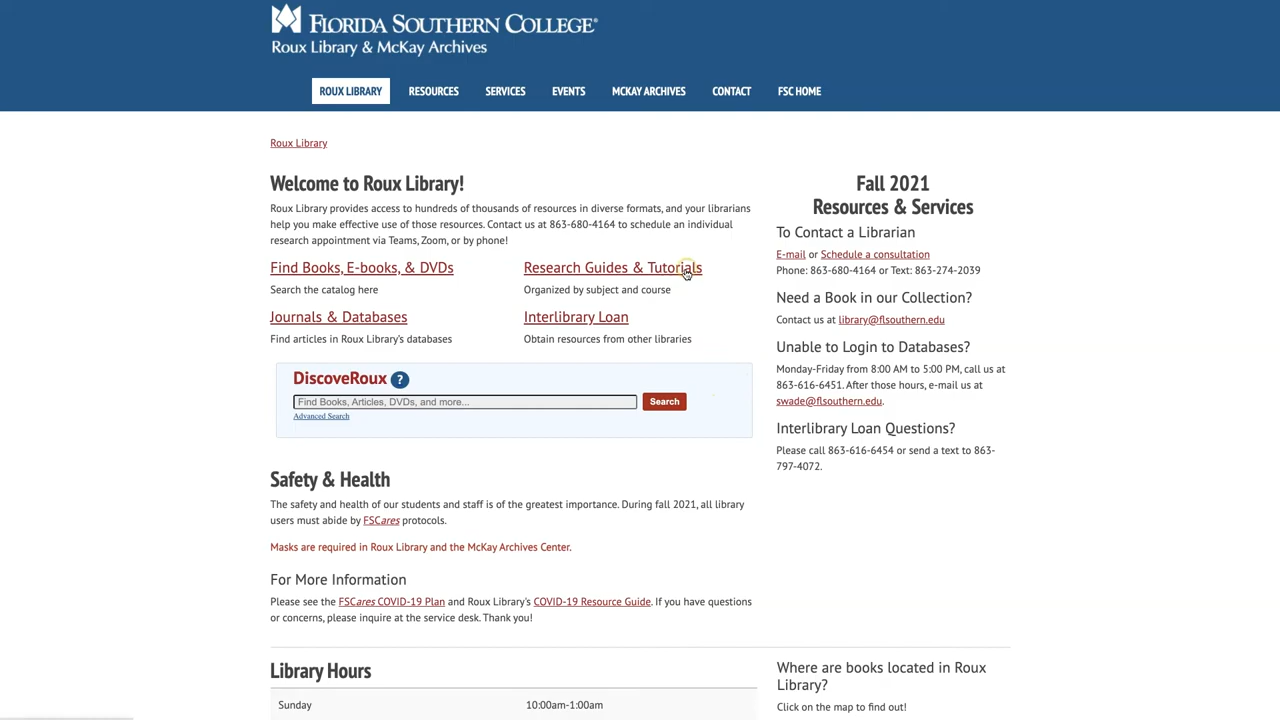 FLORIDA SOUTHERN COLLEGE
Roux Library & McKay Archives
ROUX LIBRARY RESOURCES SERVICES EVENTS MCKAY ARCHIVES CONTACT FSC HOME
Roux Library
Welcome to Roux Library!
Roux Library provides access to hundreds of thousands of resources in diverse formats, and your librarians
help you make effective use of those resources. Contact us at 863-680-4164 to schedule an individual
research appointment via Teams, Zoom, or by phone!
Find Books, E-books, & DVDs
Search the catalog here
Research Guides & Tutorials
Organized by subject and course
Journals & Databases
Find articles in Roux Library's databases
Interlibrary Loan
Obtain resources from other libraries
DiscoveRoux ?
Find Books, Articles, DVDs, and more... Search
Advanced Search
Safety & Health
The safety and health of our students and staff is of the greatest importance. During fall 2021, all library
users must abide by FSCares protocols.
Masks are required in Roux Library and the McKay Archives Center.
For More Information
Please see the FSCares COVID-19 Plan and Roux Library's COVID-19 Resource Guide. If you have questions
or concerns, please inquire at the service desk. Thank you!
Library Hours
Sunday 10:00am-1:00am
Fall 2021
Resources & Services
To Contact a Librarian
E-mail or Schedule a consultation
Phone: 863-680-4164 or Text: 863-274-2039
Need a Book in our Collection?
Contact us at library@flsouthern.edu
Unable to Login to Databases?
Monday-Friday from 8:00 AM to 5:00 PM, call us at
863-616-6451. After those hours, e-mail us at
swade@flsouthern.edu.
Interlibrary Loan Questions?
Please call 863-616-6454 or send a text to 863-
797-4072.
Where are books located in Roux
Library?
Click on the map to find out!